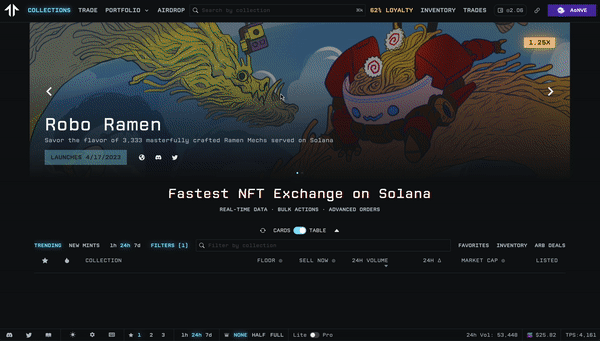 COLLECTIONS TRADE PORTFOLIO AIRDROP Search by collection ⌘K 62% LOYALTY INVENTORY TRADES 2.08 AoNVE
1.25X
Robo Ramen
Savor the flavor of 3,333 masterfully crafted Ramen Mechs served on Solana
LAUNCHES 4/17/2023
Fastest NFT Exchange on Solana
REAL-TIME DATA · BULK ACTIONS · ADVANCED ORDERS
CARDS TABLE
TRENDING NEW MINTS 1h 24h 7d FILTERS [1] Filter by collection FAVORITES INVENTORY ARB DEALS
COLLECTION FLOOR SELL NOW 24H VOLUME 24H Δ MARKET CAP LISTED
1 2 3 1h 24h 7d NONE HALF FULL Lite Pro 24h Vol: 53,448 $25.02 TPS:4,161